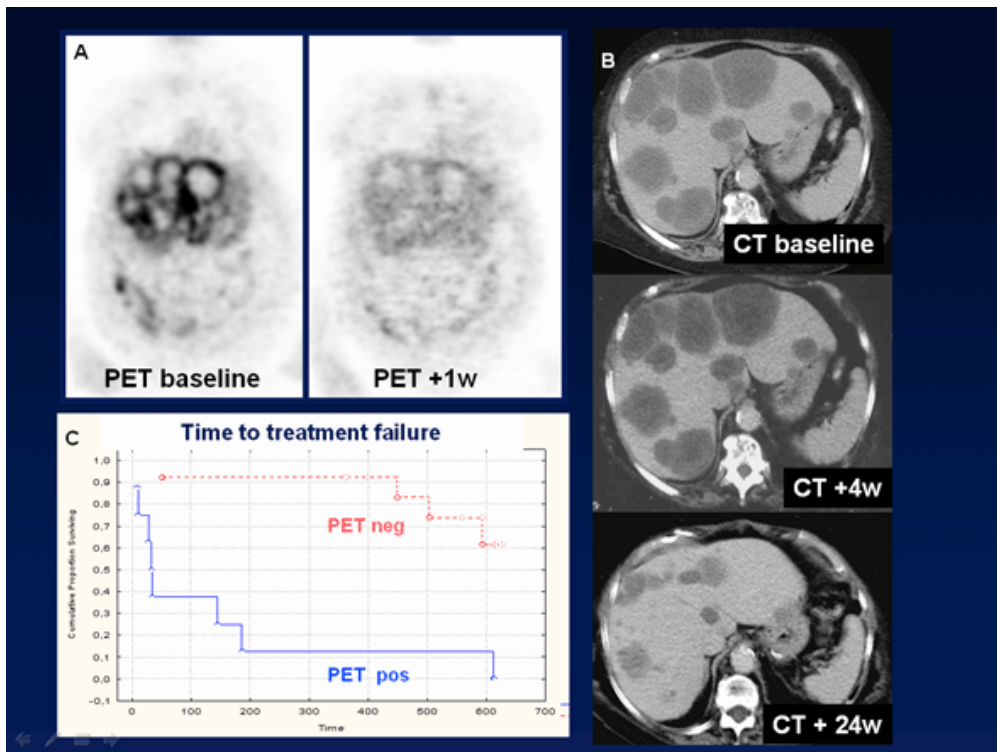 A
PET baseline
PET +1w
B
CT baseline
CT +4w
CT + 24w
C
Time to treatment failure
Cumulative Proportion Surviving
1,0
0,9
0,8
0,7
0,6
0,5
0,4
0,3
0,2
0,1
0,0
-0,1
PET neg
PET pos
0 100 200 300 400 500 600 700
Time